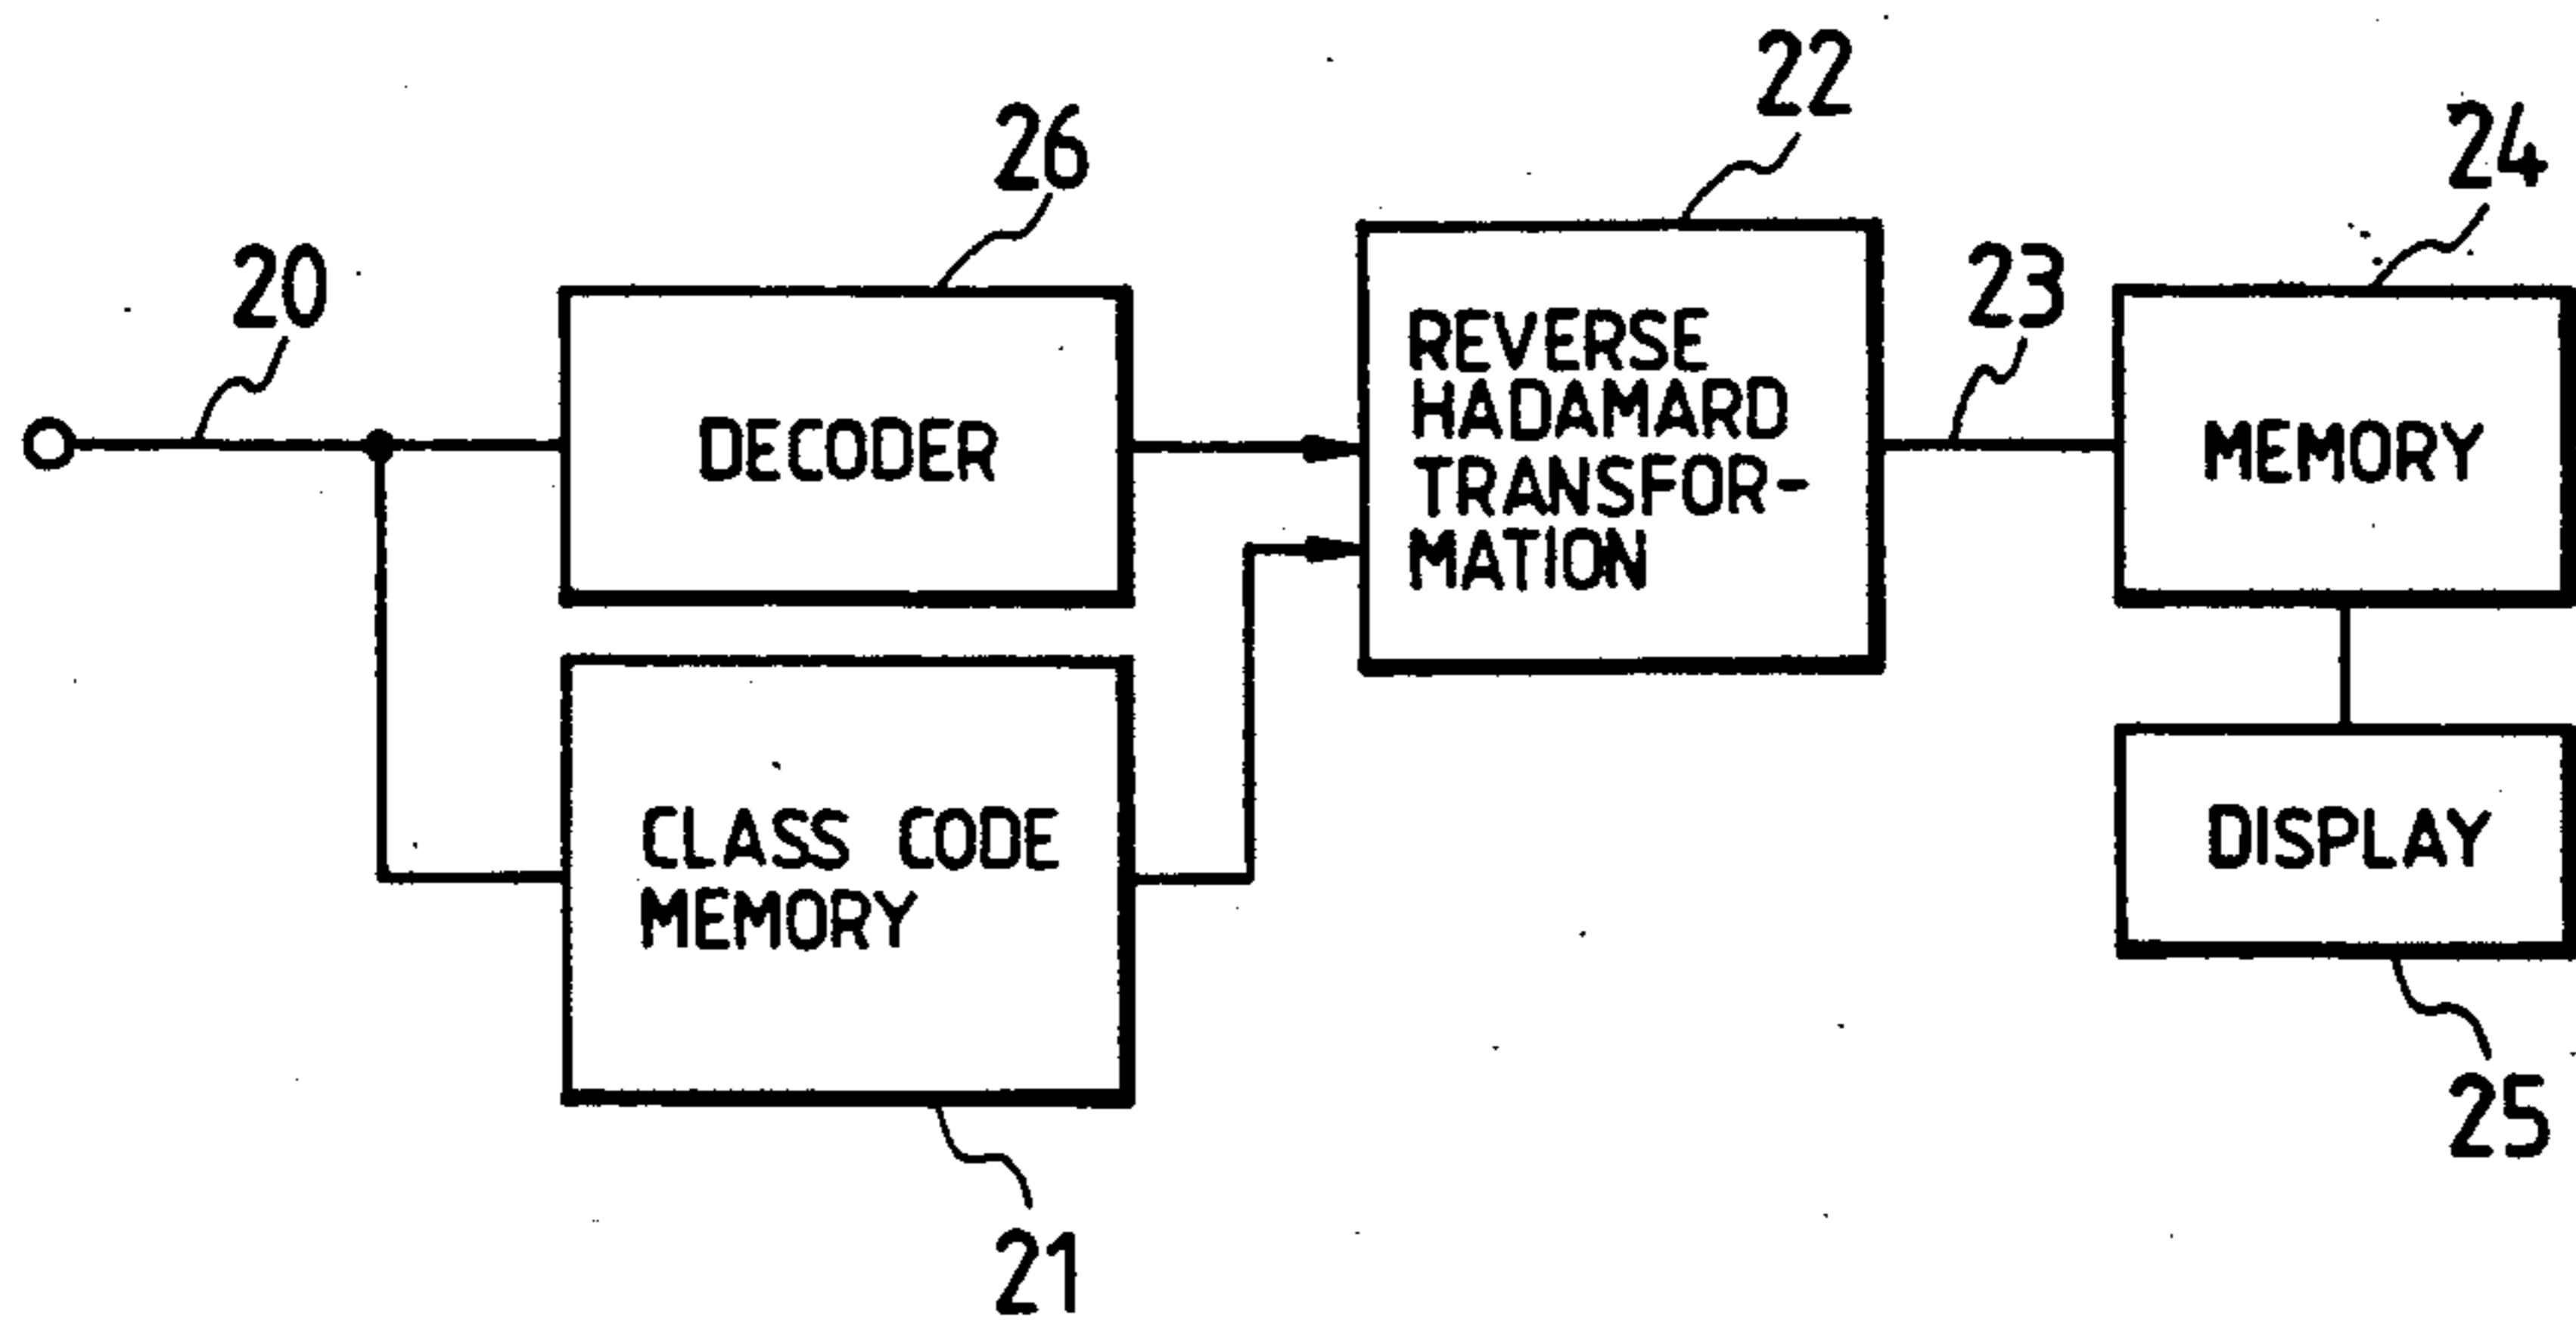 22
26
24
20
23
DECODER
REVERSE
HADAMARD
TRANSFOR-
MATION
MEMORY
CLASS CODE
MEMORY
DISPLAY
25
21